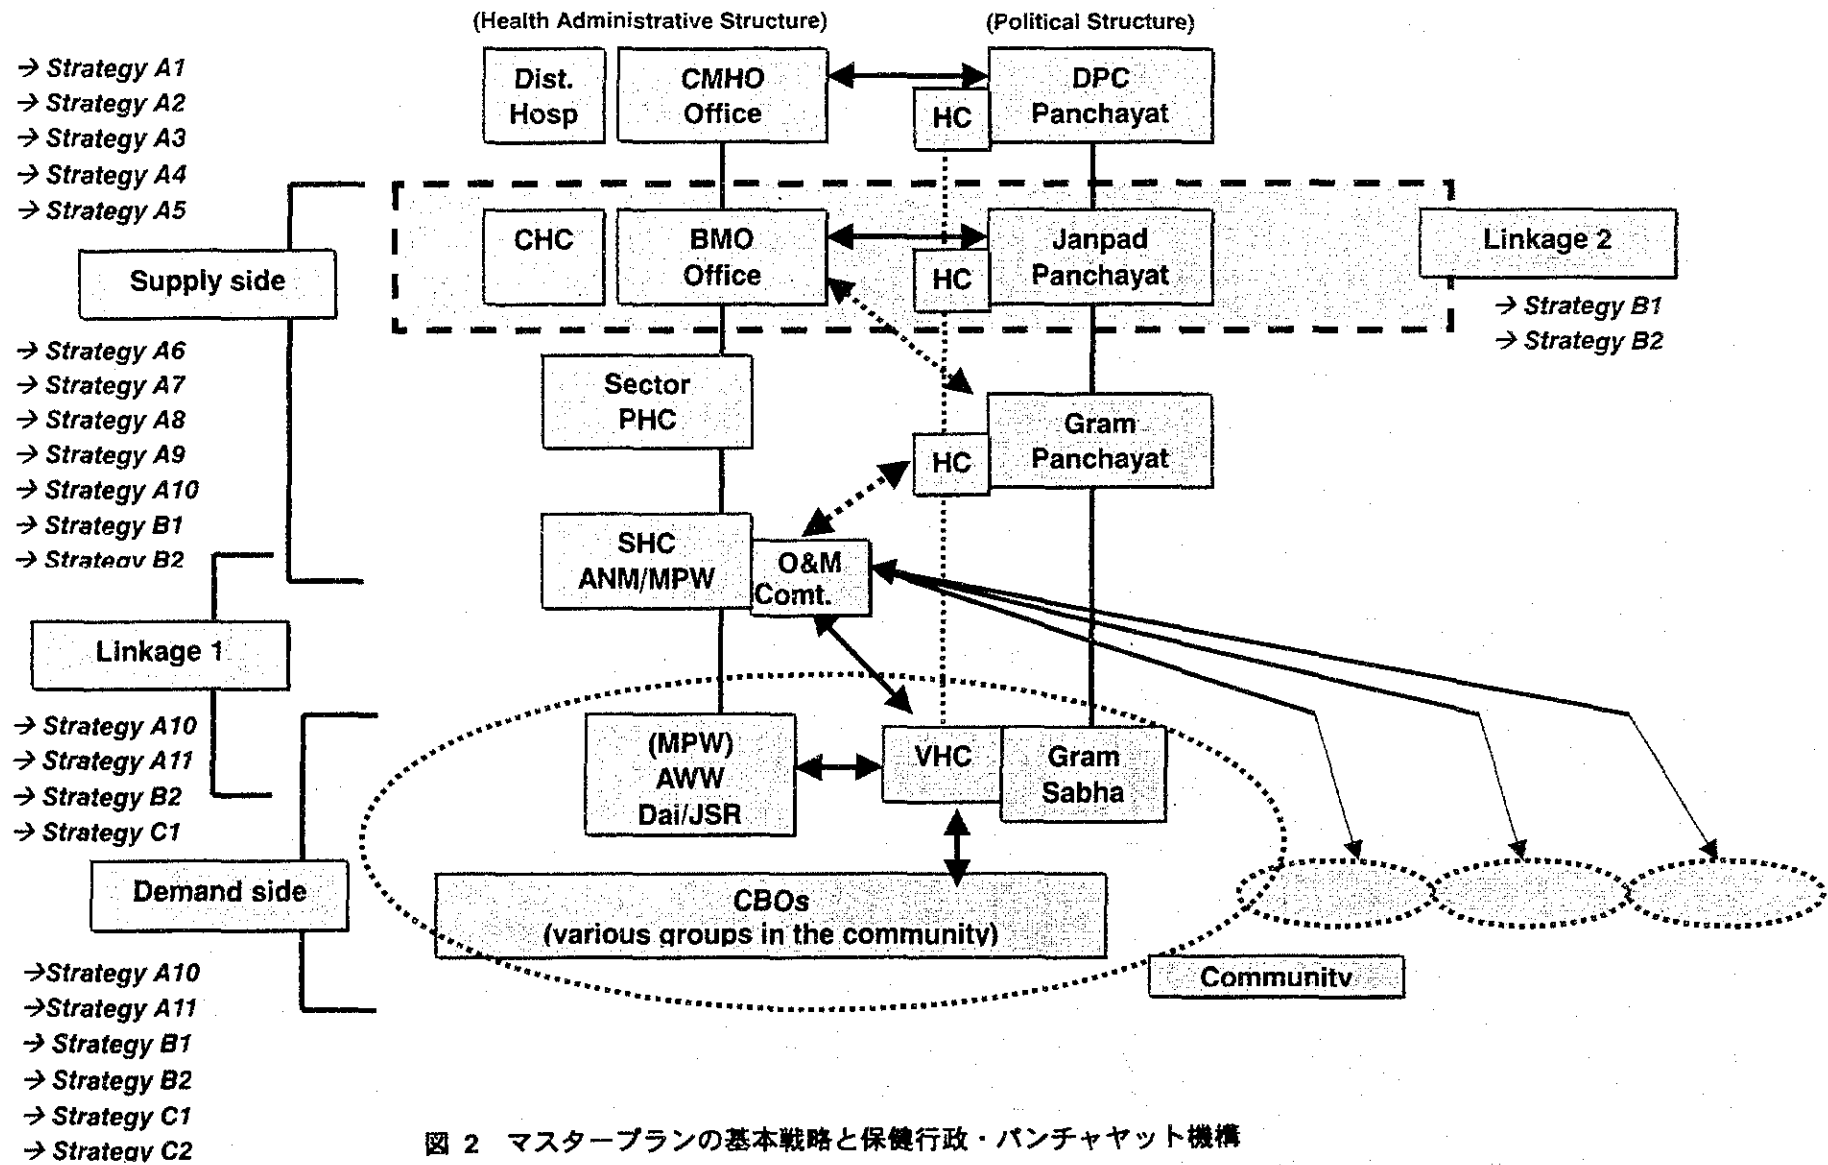 (Health Administrative Structure)
(Political Structure)
→ Strategy A1
→ Strategy A2
→ Strategy A3
→ Strategy A4
→ Strategy A5
Supply side
→ Strategy A6
→ Strategy A7
→ Strategy A8
→ Strategy A9
→ Strategy A10
→ Strategy B1
→ Strategy B2
Linkage 1
→ Strategy A10
→ Strategy A11
→ Strategy B2
→ Strategy C1
Demand side
→Strategy A10
→Strategy A11
→ Strategy B1
→ Strategy B2
→ Strategy C1
→ Strategy C2
Dist.
Hosp
CMHO
Office
HC
DPC
Panchayat
CHC
BMO
Office
HC
Janpad
Panchayat
Linkage 2
→ Strategy B1
→ Strategy B2
Sector
PHC
HC
Gram
Panchayat
SHC
ANM/MPW
O&M
Comt.
(MPW)
AWW
Dai/JSR
VHC
Gram
Sabha
CBOs
(various groups in the community)
Community
図 2 マスタープランの基本戦略と保健行政・パンチャヤット機構